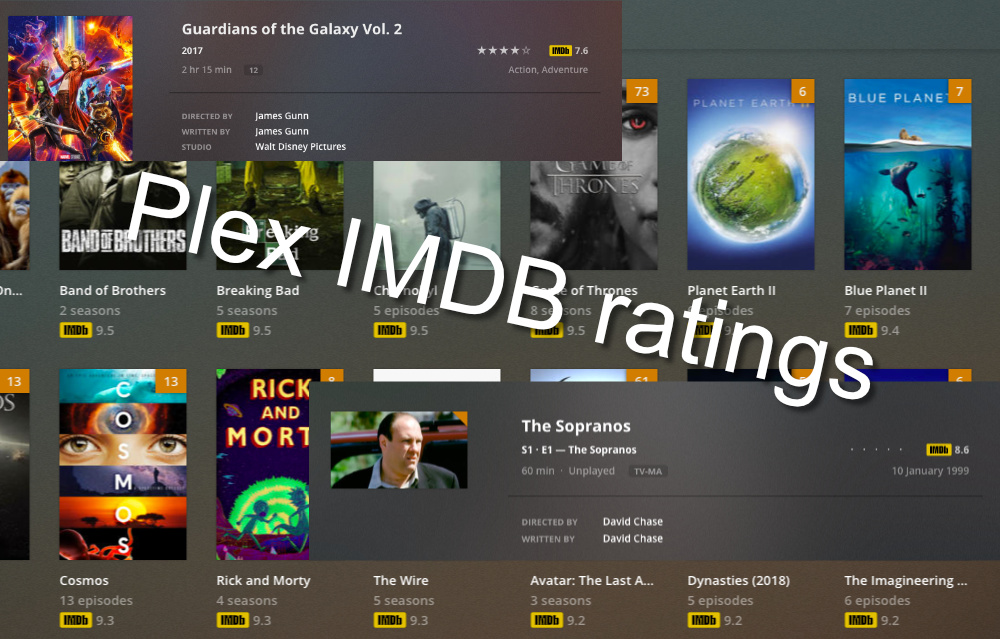 Guardians of the Galaxy Vol. 2
2017
★★★★☆ IMDb 7.6
2 hr 15 min 12
Action, Adventure
DIRECTED BY James Gunn
WRITTEN BY James Gunn
STUDIO Walt Disney Pictures
73
6
7
PLANET EARTH II
BLUE PLANET
BAND OF BROTHERS
Breaking
GAME OF
THRONES
Plex IMDB ratings
On...
Band of Brothers
Breaking Bad
Game of Thrones
Planet Earth II
Blue Planet II
2 seasons
5 seasons
5 episodes
8 seasons
7 episodes
IMDb 9.5
IMDb 9.5
IMDb 9.5
IMDb 9.5
IMDb 9.4
13
13
8
61
6
COSMOS
RICK
AND
MORT
The Sopranos
S1 · E1 — The Sopranos
IMDb 8.6
60 min · Unplayed TV-MA
10 January 1999
DIRECTED BY David Chase
WRITTEN BY David Chase
Cosmos
Rick and Morty
The Wire
Avatar: The Last A...
Dynasties (2018)
The Imagineering ...
13 episodes
4 seasons
5 seasons
3 seasons
5 episodes
6 episodes
IMDb 9.3
IMDb 9.3
IMDb 9.3
IMDb 9.2
IMDb 9.2
IMDb 9.2